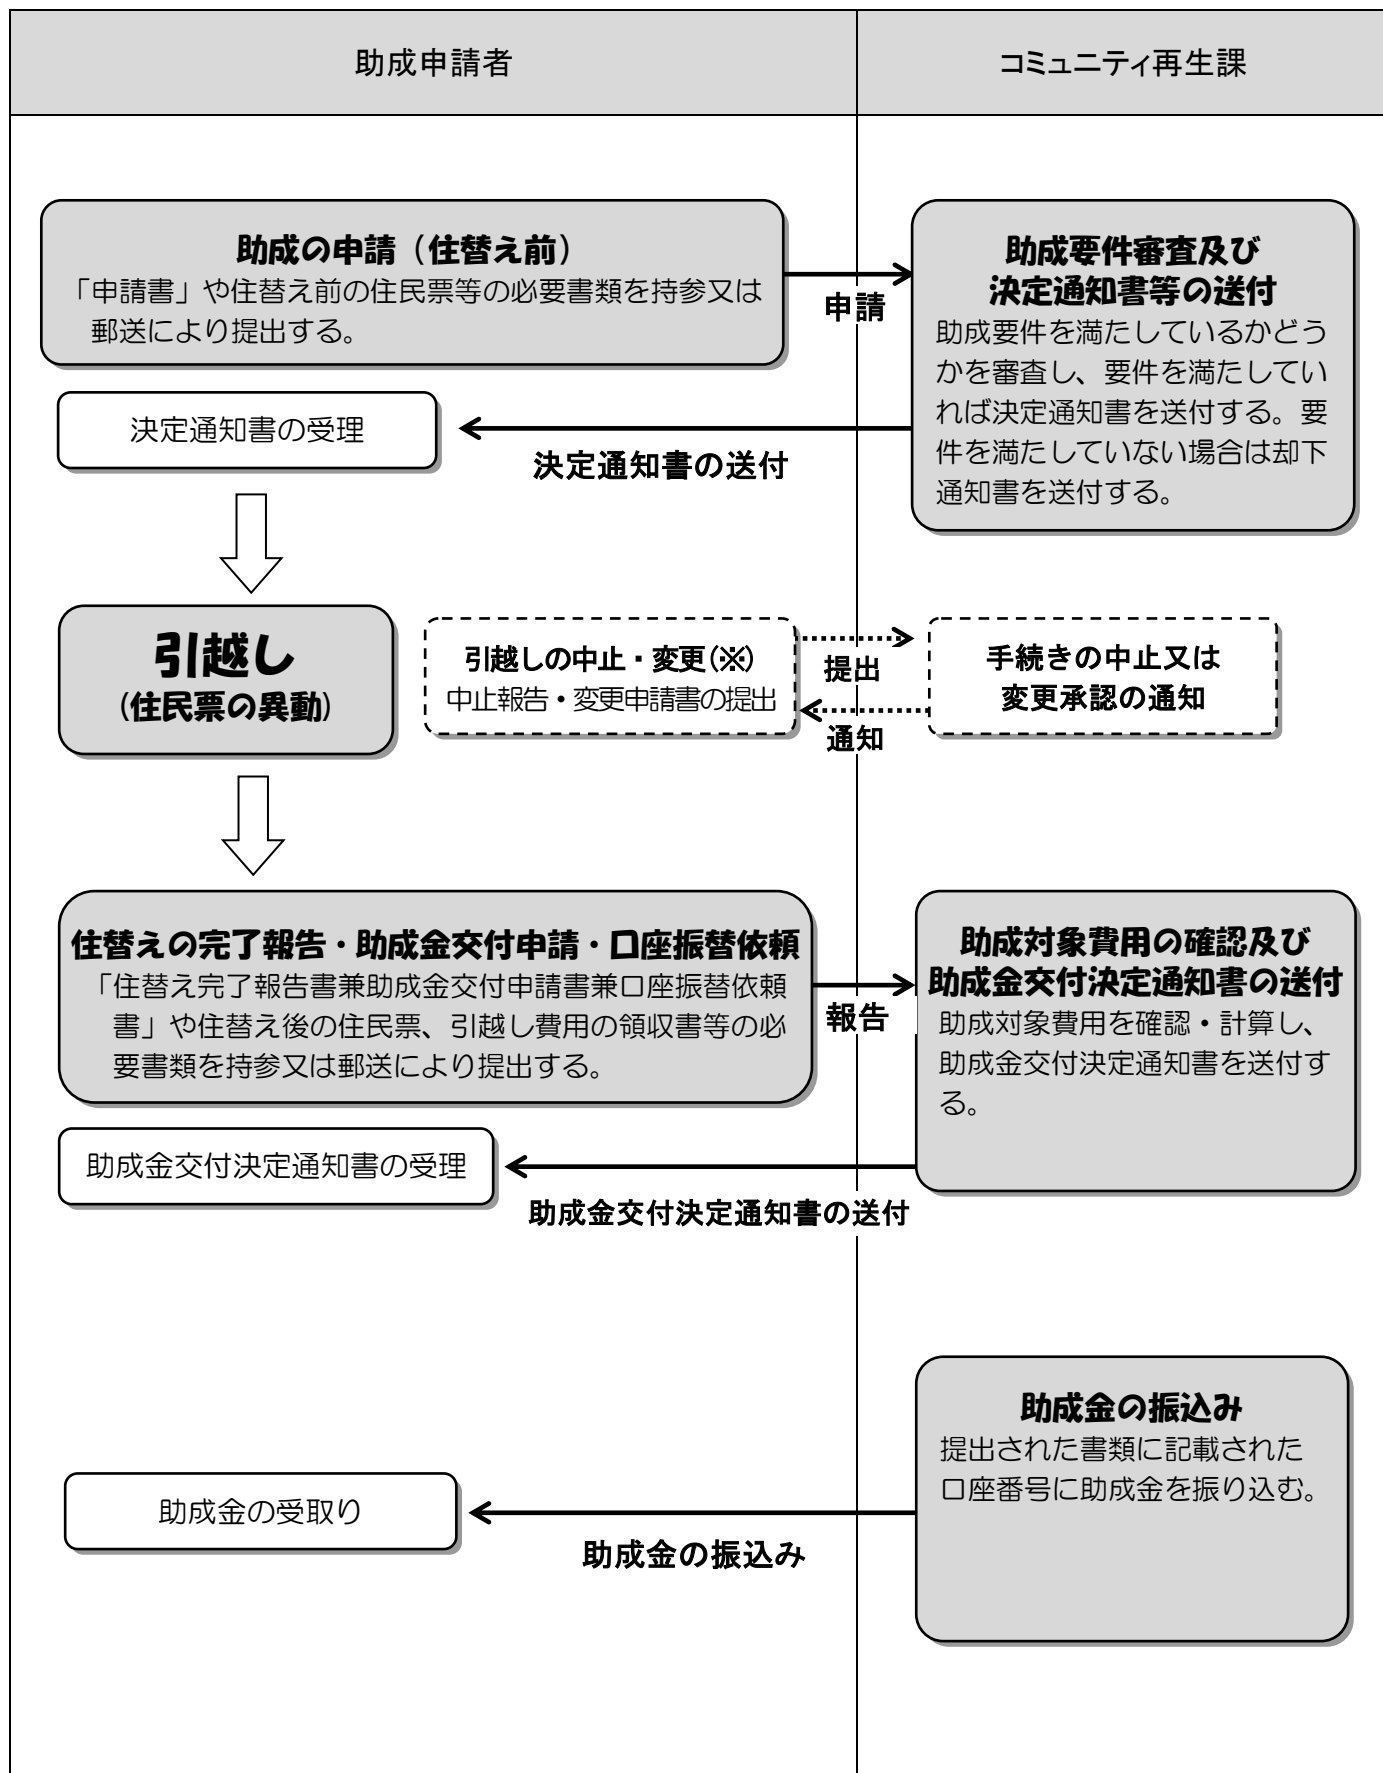 助成申請者
コミュニティ再生課
助成の申請（住替え前）
「申請書」や住替え前の住民票等の必要書類を持参又は
郵送により提出する。
申請
助成要件審査及び
決定通知書等の送付
助成要件を満たしているかどう
かを審査し、要件を満たしてい
れば決定通知書を送付する。要
件を満たしていない場合は却下
通知書を送付する。
決定通知書の受理
決定通知書の送付
引越し
(住民票の異動)
引越しの中止・変更(※)
中止報告・変更申請書の提出
提出
通知
手続きの中止又は
変更承認の通知
住替えの完了報告・助成金交付申請・口座振替依頼
「住替え完了報告書兼助成金交付申請書兼口座振替依頼
書」や住替え後の住民票、引越し費用の領収書等の必
要書類を持参又は郵送により提出する。
報告
助成対象費用の確認及び
助成金交付決定通知書の送付
助成対象費用を確認・計算し、
助成金交付決定通知書を送付す
る。
助成金交付決定通知書の受理
助成金交付決定通知書の送付
助成金の振込み
提出された書類に記載された
口座番号に助成金を振り込む。
助成金の受取り
助成金の振込み